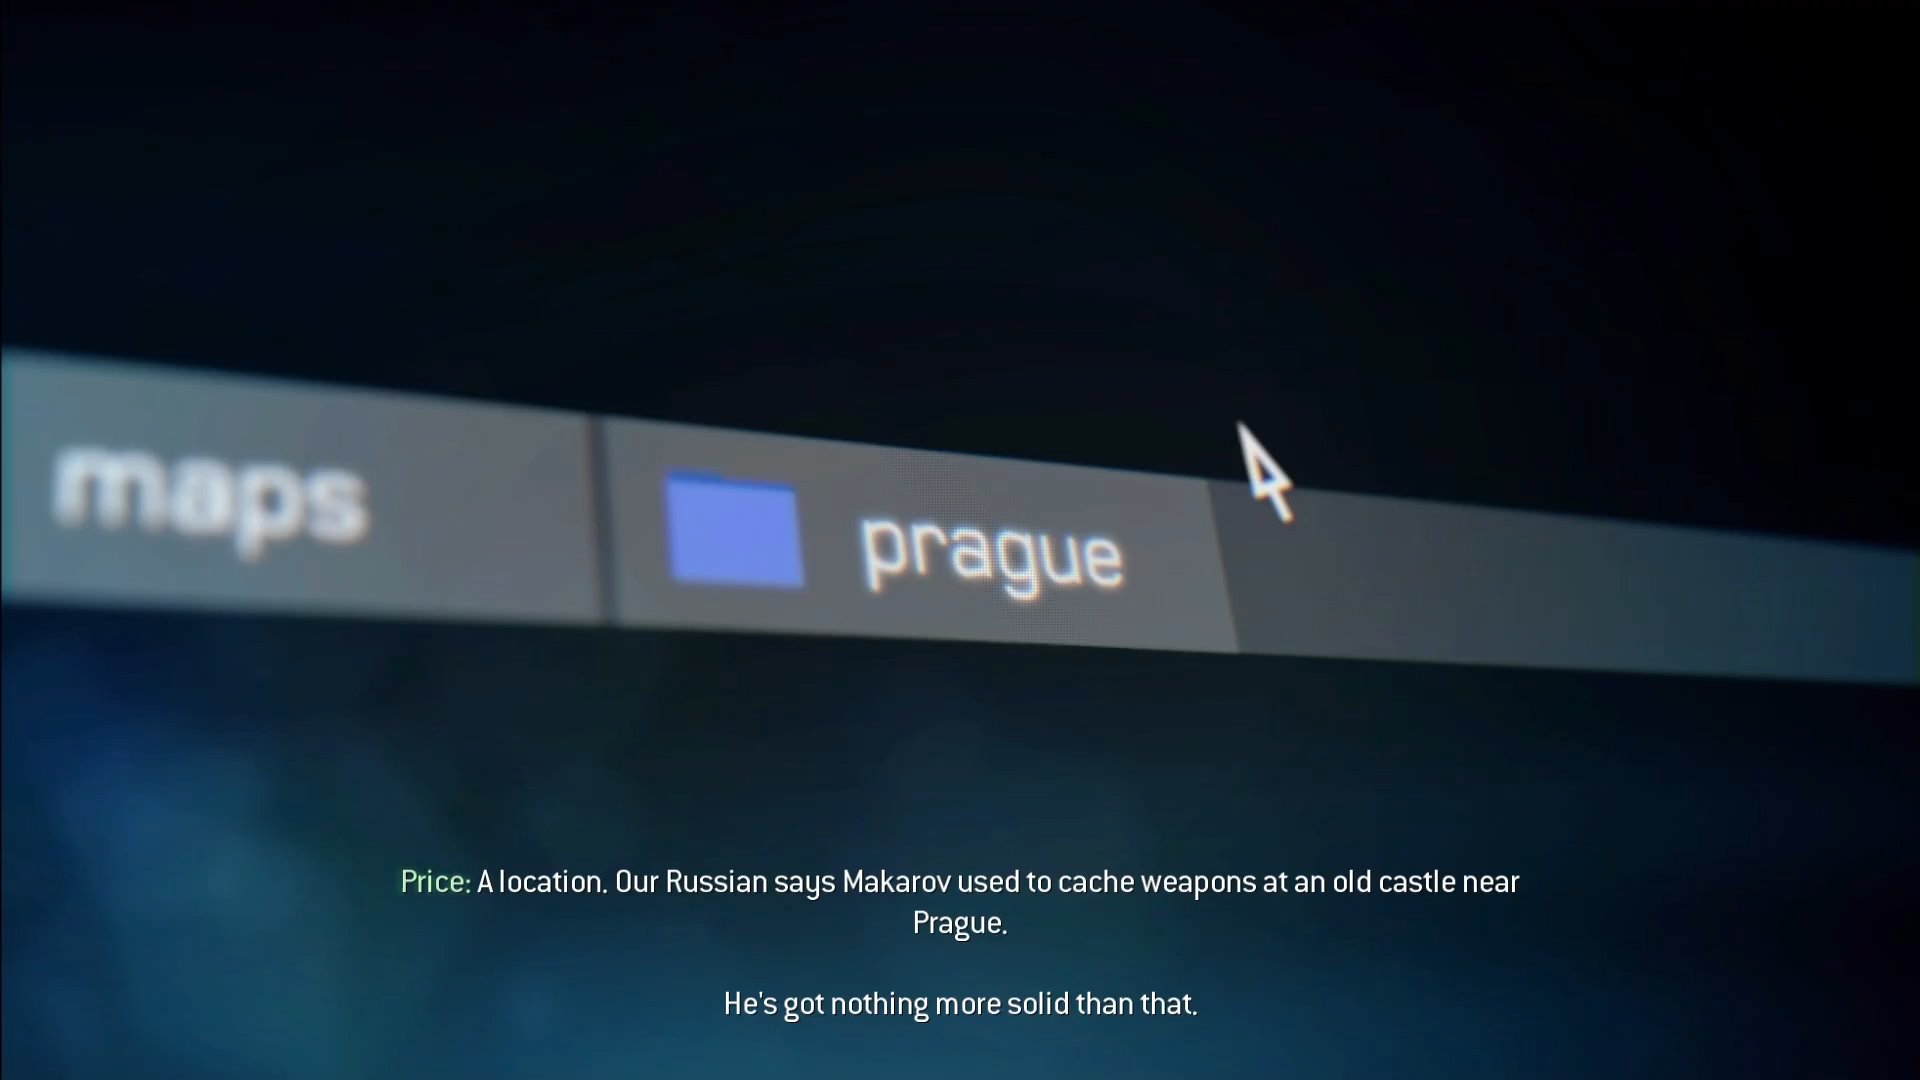 maps
prague
Price: A location. Our Russian says Makarov used to cache weapons at an old castle near
Prague.
He's got nothing more solid than that.